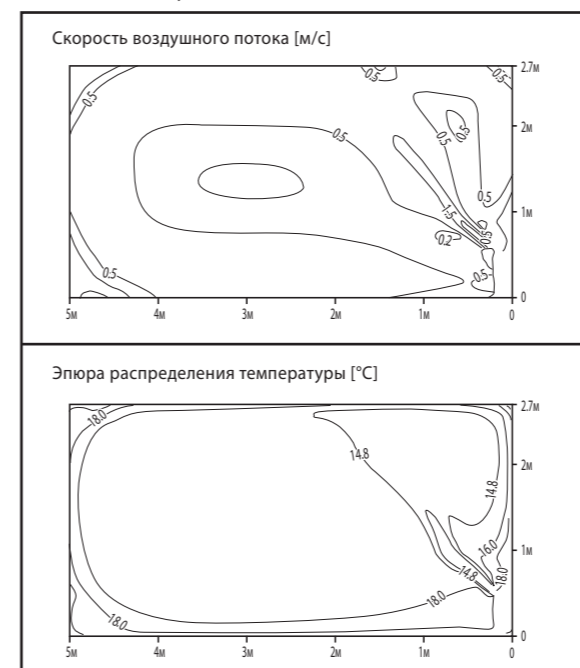 Скорость воздушного потока [м/с]
0.5
0.5
2.7м
0.5
0.5
0.5
0.5
2м
0.5
1.5
1м
0.2
0.5
0.5
0.5
0
5м
4м
3м
2м
1м
0
Эпюра распределения температуры [°C]
18.0
2.7м
14.8
2м
14.8
16.0
1м
14.8
18.0
18.0
18.0
0
5м
4м
3м
2м
1м
0